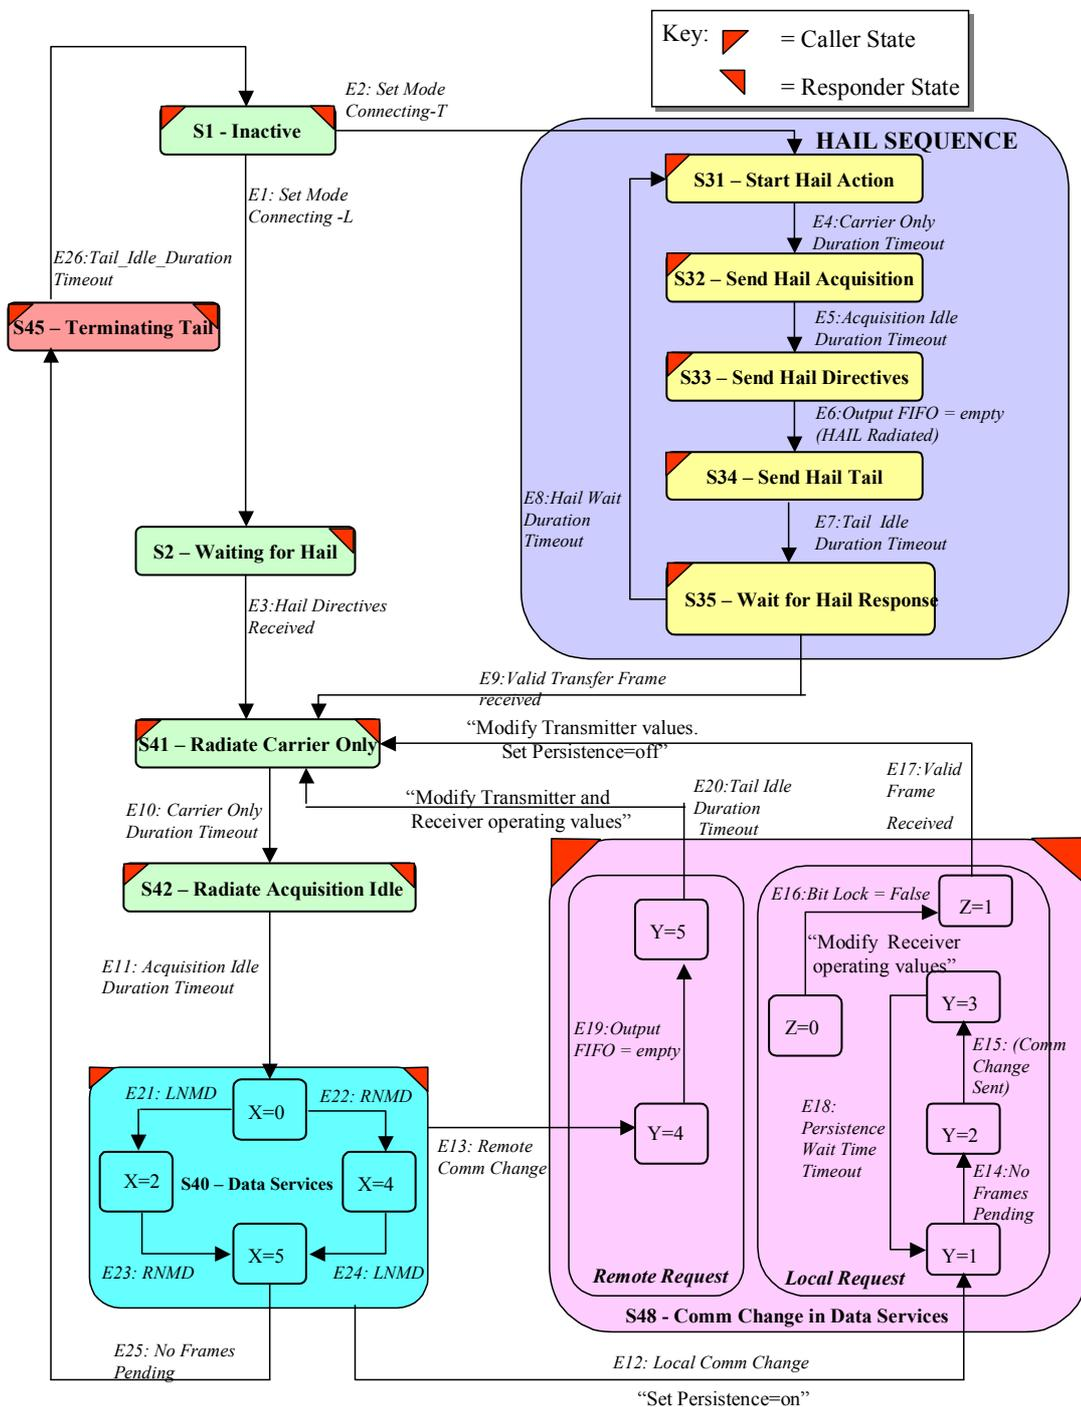 Key:
= Caller State
= Responder State
E2: Set Mode
Connecting-T
S1 - Inactive
HAIL SEQUENCE
S31 – Start Hail Action
E1: Set Mode
Connecting -L
E4:Carrier Only
Duration Timeout
E26:Tail_Idle_Duration
Timeout
S32 – Send Hail Acquisition
S45 – Terminating Tail
E5:Acquisition Idle
Duration Timeout
S33 – Send Hail Directives
E6:Output FIFO = empty
(HAIL Radiated)
S34 – Send Hail Tail
E8:Hail Wait
Duration
Timeout
E7:Tail Idle
Duration Timeout
S2 – Waiting for Hail
S35 – Wait for Hail Response
E3:Hail Directives
Received
E9:Valid Transfer Frame
received
“Modify Transmitter values.
Set Persistence=off”
S41 – Radiate Carrier Only
E17:Valid
Frame
Received
E20:Tail Idle
Duration
Timeout
“Modify Transmitter and
Receiver operating values”
E10: Carrier Only
Duration Timeout
S42 – Radiate Acquisition Idle
E16:Bit Lock = False
Z=1
Y=5
“Modify Receiver
operating values”
E11: Acquisition Idle
Duration Timeout
Y=3
Z=0
E19:Output
FIFO = empty
E15: (Comm
Change
Sent)
E21: LNMD
E22: RNMD
X=0
E18:
Persistence
Wait Time
Timeout
Y=4
Y=2
E13: Remote
Comm Change
X=2
S40 – Data Services
X=4
E14:No
Frames
Pending
X=5
Y=1
E23: RNMD
E24: LNMD
Remote Request
Local Request
S48 - Comm Change in Data Services
E25: No Frames
Pending
E12: Local Comm Change
“Set Persistence=on”